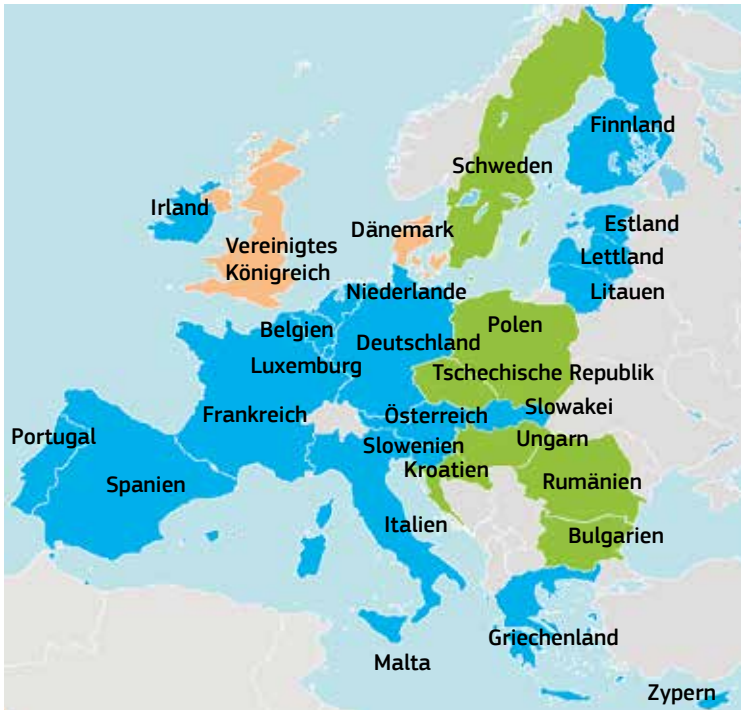 Finnland
Schweden
Irland
Estland
Dänemark
Vereinigtes
Königreich
Lettland
Niederlande
Litauen
Belgien
Polen
Deutschland
Luxemburg
Tschechische Republik
Frankreich
Österreich
Slowakei
Portugal
Slowenien
Ungarn
Kroatien
Spanien
Rumänien
Italien
Bulgarien
Griechenland
Malta
Zypern